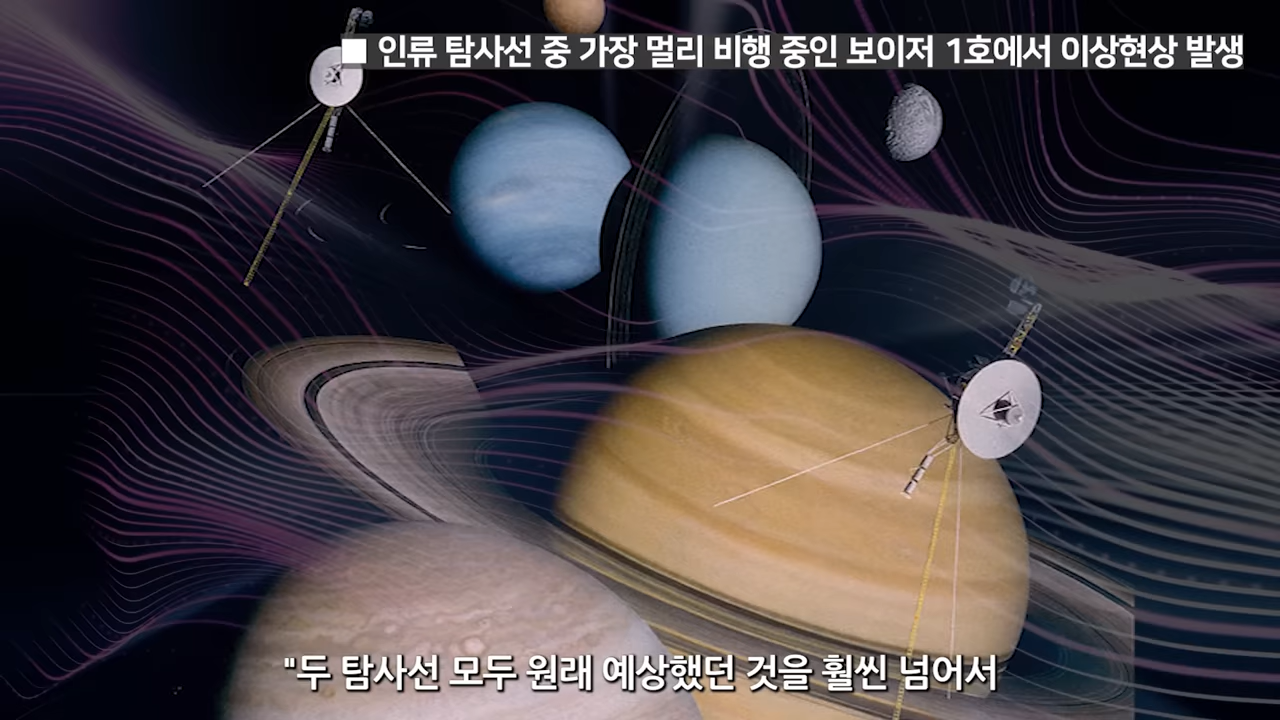 ■ 인류 탐사선 중 가장 멀리 비행 중인 보이저 1호에서 이상현상 발생
"두 탐사선 모두 원래 예상했던 것을 훨씬 넘어서